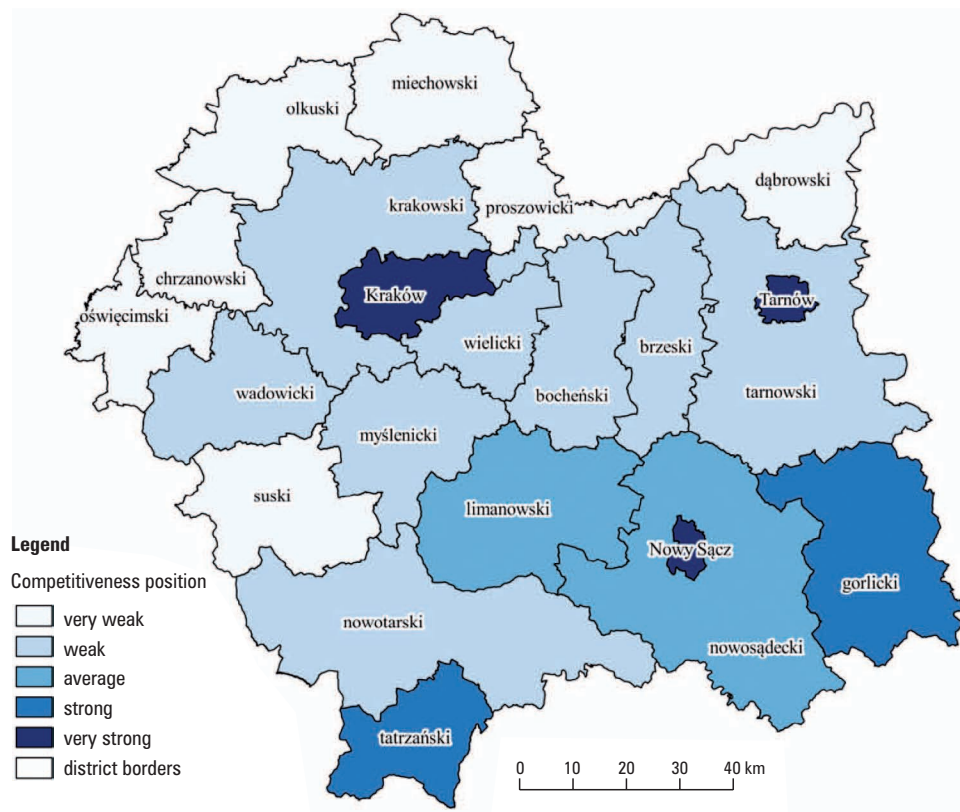 miechowski
olkuski
dąbrowski
krakowski
proszowicki
chrzanowski
Kraków
Tarnów
oświęcimski
wielicki
brzeski
wadowicki
bocheński
tarnowski
myślenicki
suski
limanowski
Nowy Sącz
gorlicki
nowotarski
nowosądecki
tatrzański
Legend
Competitiveness position
very weak
weak
average
strong
very strong
district borders
0 10 20 30 40 km